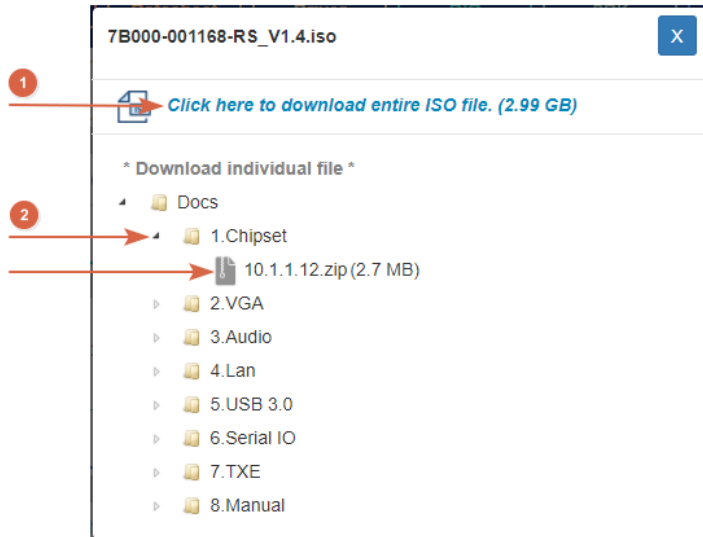 7B000-001168-RS_V1.4.iso
X
1
Click here to download entire ISO file. (2.99 GB)
* Download individual file *
Docs
2
1.Chipset
10.1.1.12.zip (2.7 MB)
2.VGA
3.Audio
4.Lan
5.USB 3.0
6.Serial IO
7.TXE
8.Manual